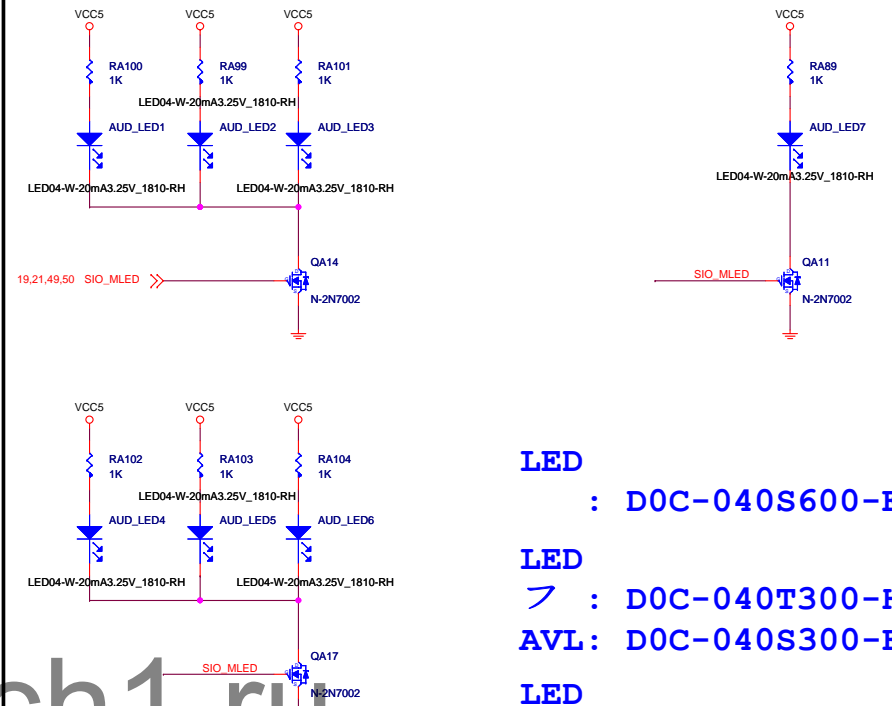 VCC5 VCC5 VCC5 VCC5
RA100 RA99 RA101 RA89
1K 1K 1K 1K
LED04-W-20mA3.25V_1810-RH
AUD_LED1 AUD_LED2 AUD_LED3 AUD_LED7
LED04-W-20mA3.25V_1810-RH
LED04-W-20mA3.25V_1810-RH LED04-W-20mA3.25V_1810-RH
QA14 QA11
19,21,49,50 SIO_MLED SIO_MLED
N-2N7002 N-2N7002
VCC5 VCC5 VCC5
RA102 RA103 RA104
1K 1K 1K
LED04-W-20mA3.25V_1810-RH
AUD_LED4 AUD_LED5 AUD_LED6
LED04-W-20mA3.25V_1810-RH LED04-W-20mA3.25V_1810-RH
QA17
SIO_MLED
N-2N7002
LED
: D0C-040S600-
LED
フ : D0C-040T300-
AVL: D0C-040S300-
LED
ch1.ru